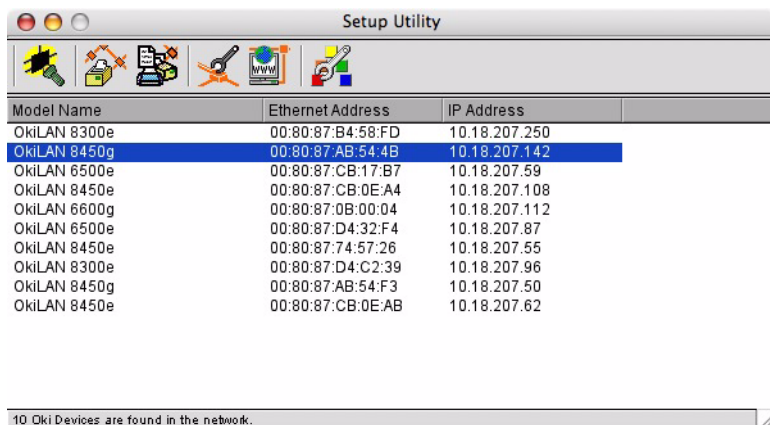 Setup Utility
WWW
Model Name Ethernet Address IP Address
OkiLAN 8300e 00:80:87:B4:58:FD 10.18.207.250
OkiLAN 8450g 00:80:87:AB:54:4B 10.18.207.142
OkiLAN 6500e 00:80:87:CB:17:B7 10.18.207.59
OkiLAN 8450e 00:80:87:CB:0E:A4 10.18.207.108
OkiLAN 6600g 00:80:87:0B:00:04 10.18.207.112
OkiLAN 6500e 00:80:87:D4:32:F4 10.18.207.87
OkiLAN 8450e 00:80:87:74:57:26 10.18.207.55
OkiLAN 8300e 00:80:87:D4:C2:39 10.18.207.96
OkiLAN 8450g 00:80:87:AB:54:F3 10.18.207.50
OkiLAN 8450e 00:80:87:CB:0E:AB 10.18.207.62
10 Oki Devices are found in the network.